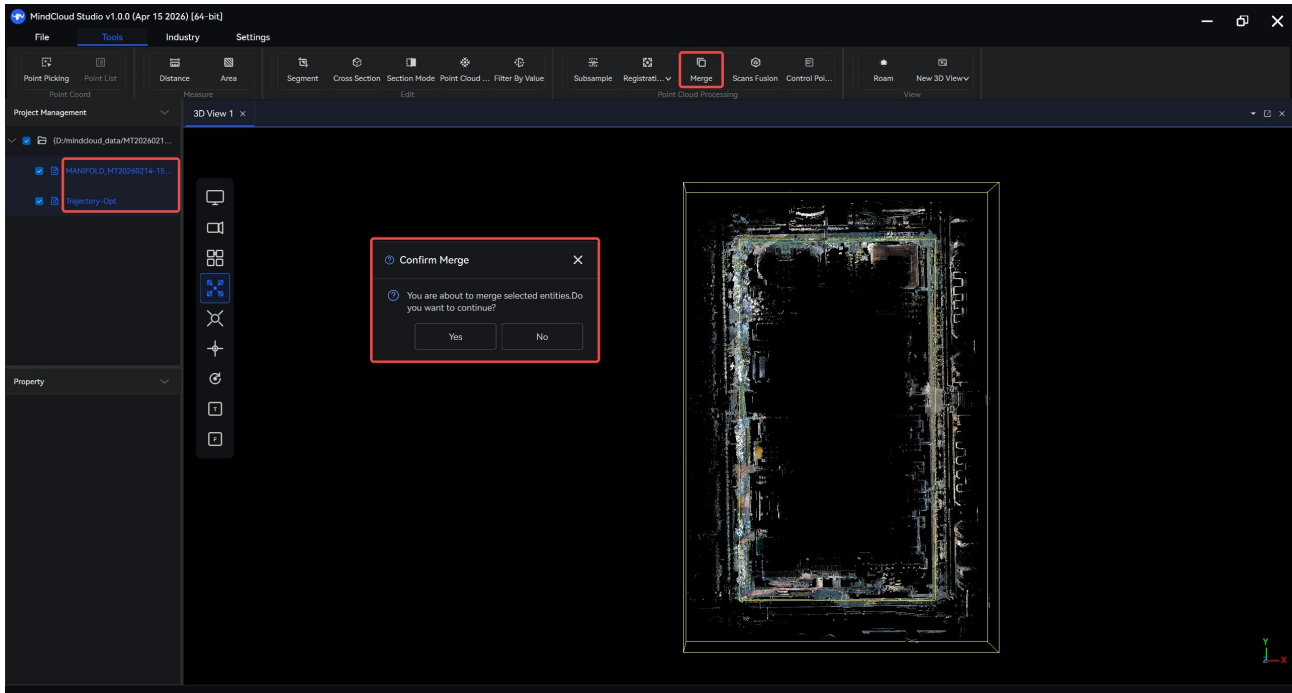 MindCloud Studio v1.0.0 (Apr 15 2026) [64-bit]
File Tools Industry Settings
Point Picking Point List Distance Area Segment Cross Section Section Mode Point Cloud ... Filter By Value Subsample Registrati... Merge Scans Fusion Control Poi... Roam New 3D View
Point Coord Measure Edit Point Cloud Processing View
Project Management 3D View 1
(D:/mindcloud_data/MT2026021...
MANIFOLD_MT20260214-15...
Trajectory-Opt
Confirm Merge
You are about to merge selected entities.Do
you want to continue?
Yes No
Property
T
F
Y
Z X